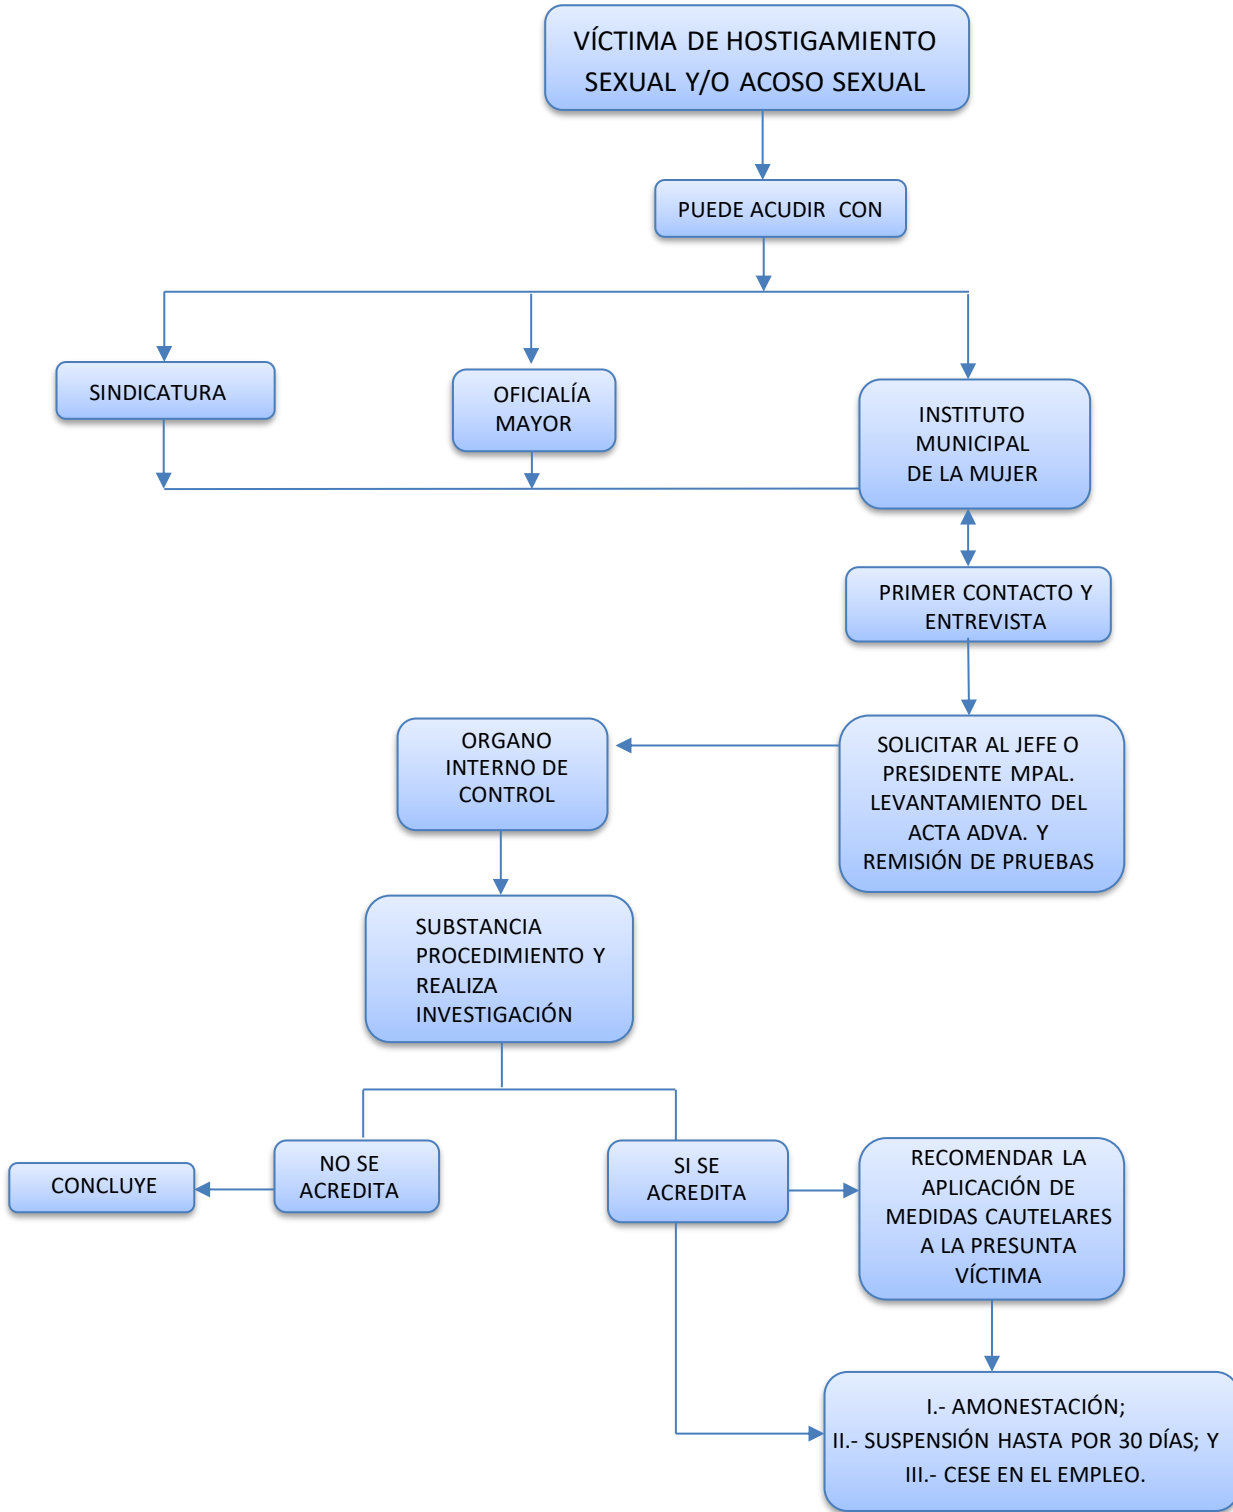 VÍCTIMA DE HOSTIGAMIENTO
SEXUAL Y/O ACOSO SEXUAL
PUEDE ACUDIR CON
SINDICATURA
OFICIALÍA
MAYOR
INSTITUTO
MUNICIPAL
DE LA MUJER
PRIMER CONTACTO Y
ENTREVISTA
SOLICITAR AL JEFE O
PRESIDENTE MPAL.
LEVANTAMIENTO DEL
ACTA ADVA. Y
REMISIÓN DE PRUEBAS
ORGANO
INTERNO DE
CONTROL
SUBSTANCIA
PROCEDIMIENTO Y
REALIZA
INVESTIGACIÓN
NO SE
ACREDITA
CONCLUYE
SI SE
ACREDITA
RECOMENDAR LA
APLICACIÓN DE
MEDIDAS CAUTELARES
A LA PRESUNTA
VÍCTIMA
I.- AMONESTACIÓN;
II.- SUSPENSIÓN HASTA POR 30 DÍAS; Y
III.- CESE EN EL EMPLEO.